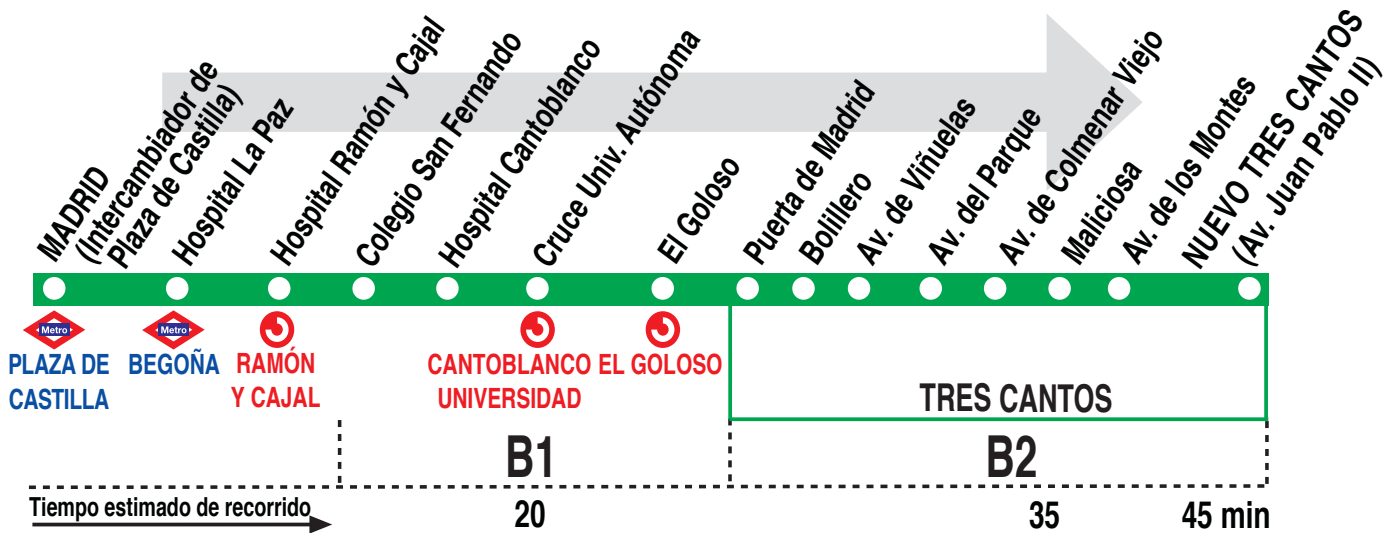 MADRID
(Intercambiador de
Plaza de Castilla)
Hospital La Paz
Hospital Ramón y Cajal
Colegio San Fernando
Hospital Cantoblanco
Cruce Univ. Autónoma
El Goloso
Puerta de Madrid
Bolillero
Av. de Viñuelas
Av. del Parque
Av. de Colmenar Viejo
Maliciosa
Av. de los Montes
NUEVO TRES CANTOS
(Av. Juan Pablo II)
Metro
PLAZA DE
CASTILLA
Metro
BEGOÑA
RAMÓN
Y CAJAL
CANTOBLANCO
UNIVERSIDAD
EL GOLOSO
TRES CANTOS
B1
B2
Tiempo estimado de recorrido
20
35
45 min